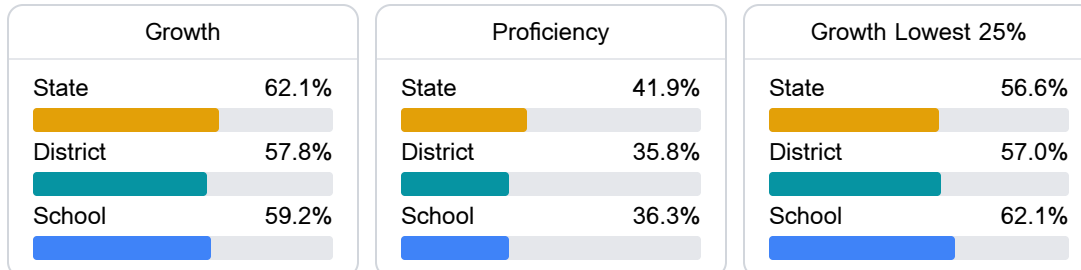 Growth
State 62.1%
District 57.8%
School 59.2%
Proficiency
State 41.9%
District 35.8%
School 36.3%
Growth Lowest 25%
State 56.6%
District 57.0%
School 62.1%